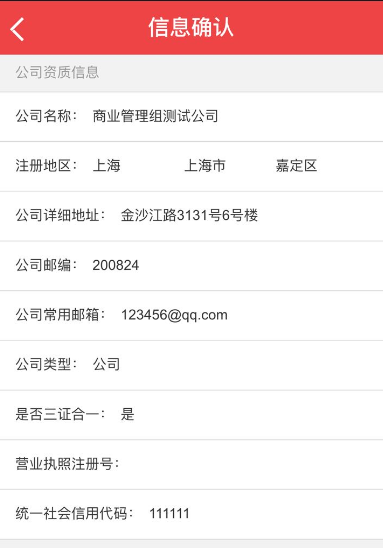 信息确认
公司资质信息
公司名称： 商业管理组测试公司
注册地区： 上海 上海市 嘉定区
公司详细地址： 金沙江路3131号6号楼
公司邮编： 200824
公司常用邮箱： 123456@qq.com
公司类型： 公司
是否三证合一： 是
营业执照注册号：
统一社会信用代码： 111111